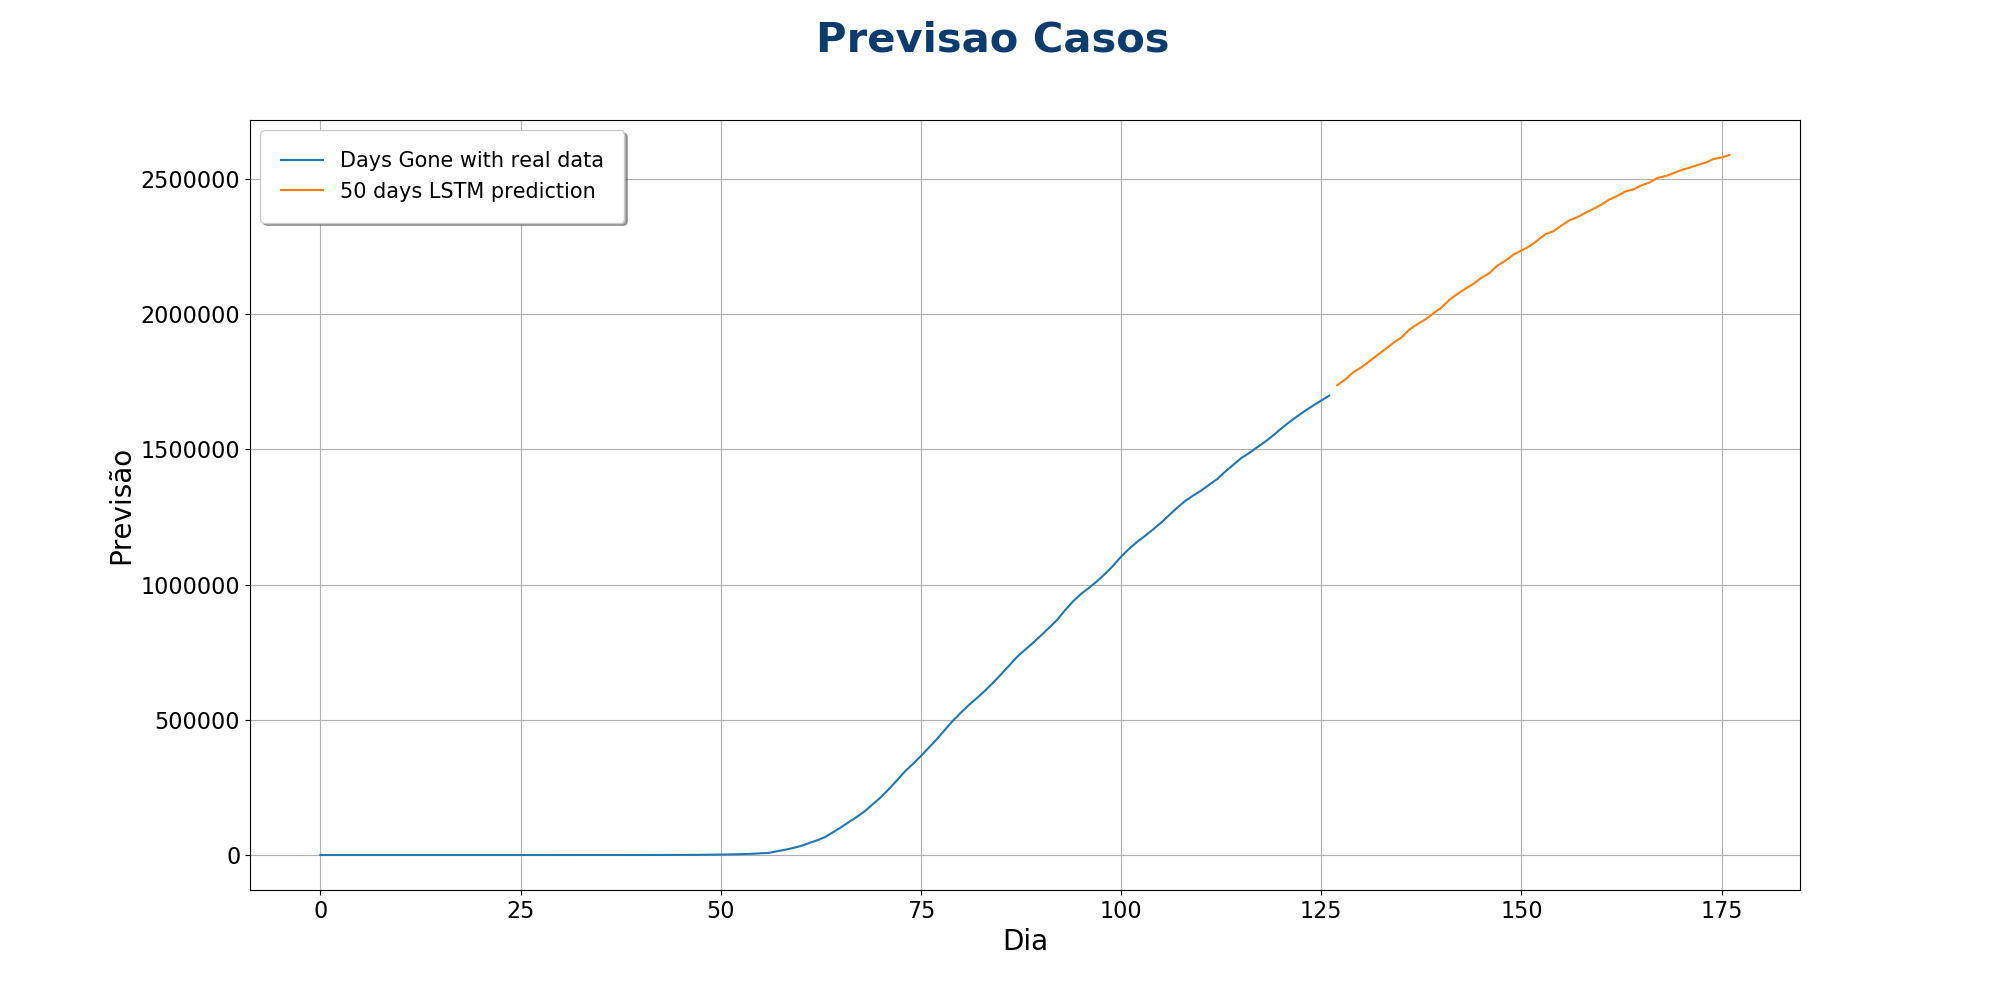 Previsao Casos
Days Gone with real data
50 days LSTM prediction
2500000
2000000
1500000
1000000
500000
0
Previsão
0 25 50 75 100 125 150 175
Dia